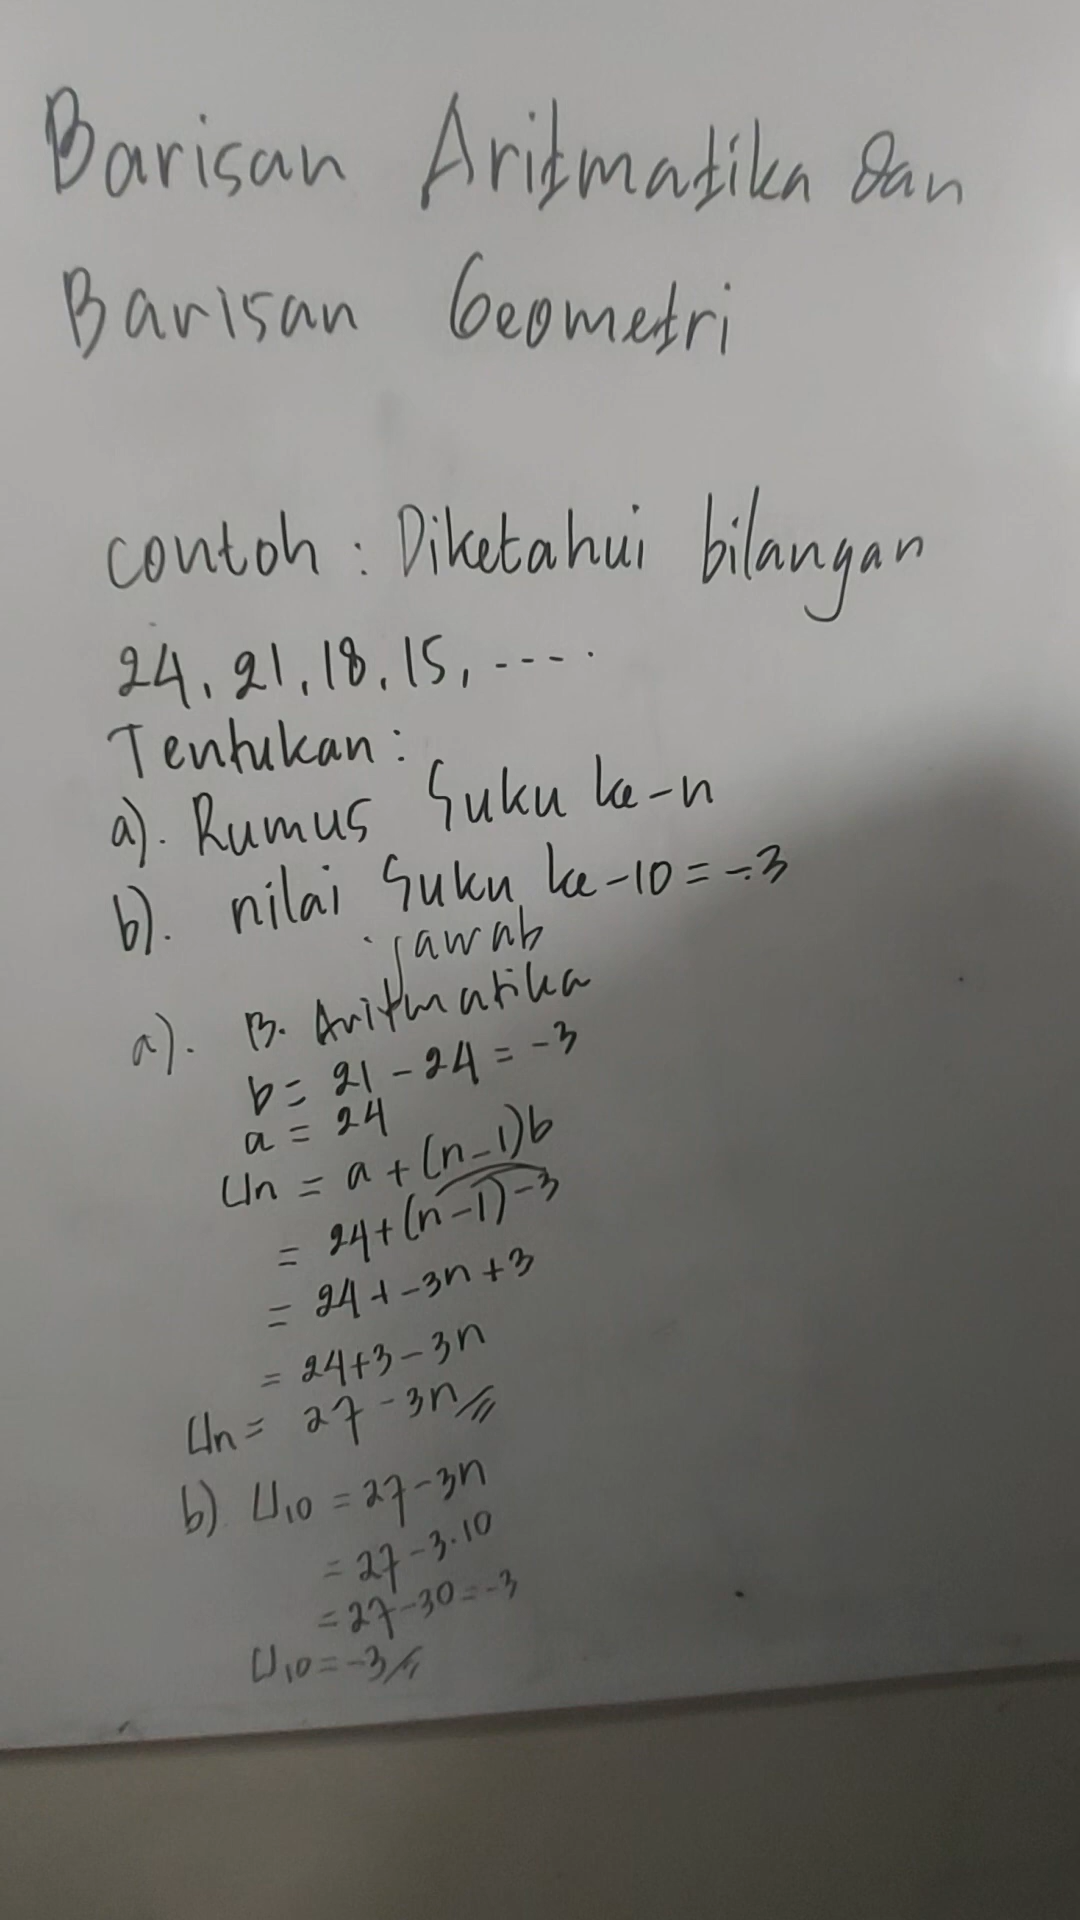 Barisan Aritmatika dan
Barisan Geometri
contoh : Diketahui bilangan
24, 21, 18, 15, .....
Tentukan :
a). Rumus Suku ke-n
b). nilai Suku ke-10 = -3
jawab
a). B. Aritmatika
b = 21 - 24 = -3
a = 24
Un = a + (n-1)b
= 24 + (n-1)-3
= 24 + -3n + 3
= 24+3 - 3n
Un = 27 - 3n
b) U10 = 27 - 3n
= 27 - 3.10
= 27 - 30 = -3
U10 = -3